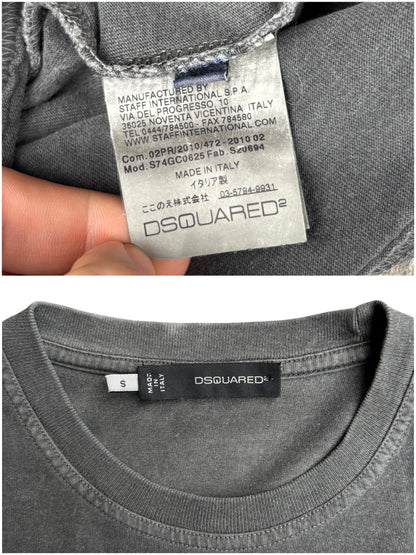 MANUFACTURED BY
STAFF INTERNATIONAL S.P.A
VIA DEL PROGRESSO, 10
36025 NOVENTA VICENTINA ITALY
TEL 0444/784500 - FAX 784580
WWW.STAFFINTERNATIONAL.COM
Com. 02PR/2010/472-2010 02
Mod. S74GC0625 Fab. S20694
MADE IN ITALY
イタリア製
03-5794-9931
ここのえ株式会社
DSQUARED2
S
MADE
IN
ITALY
DSQUARED2